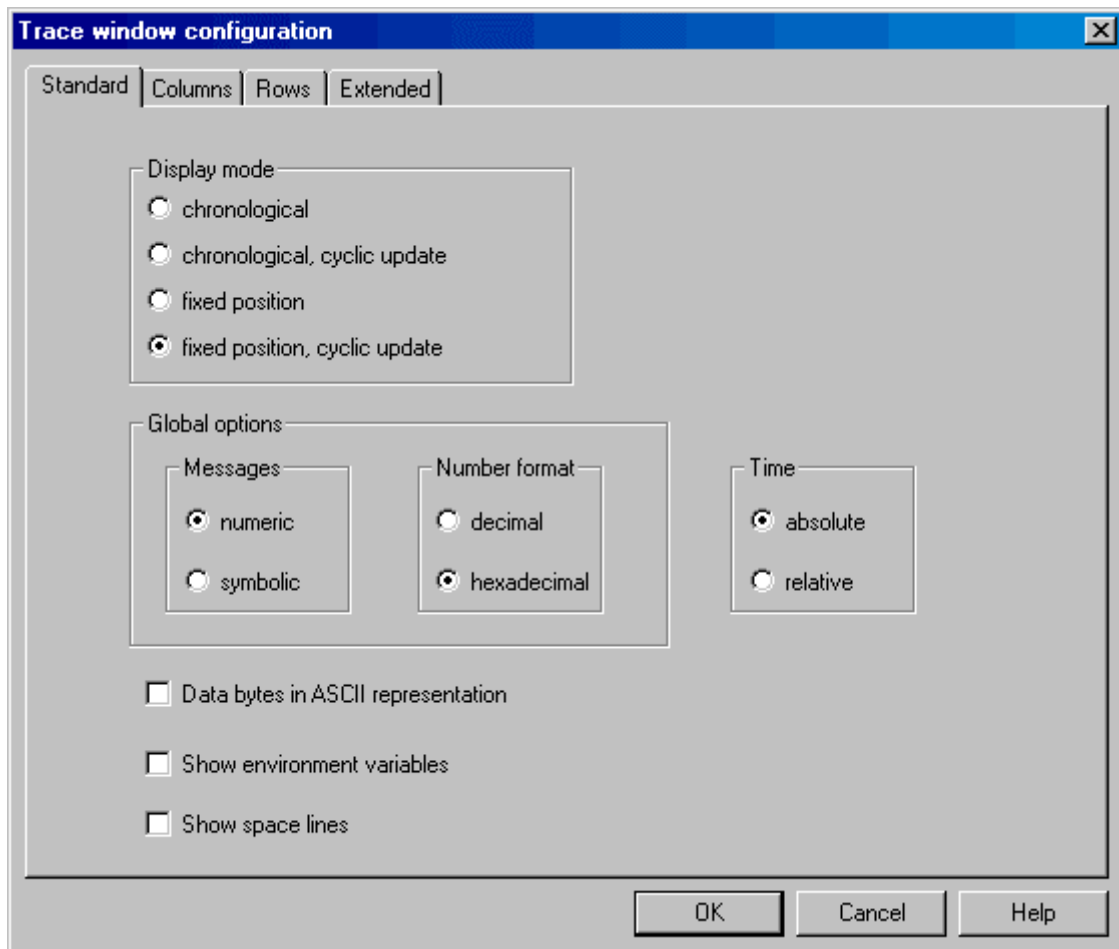 Trace window configuration
Standard Columns Rows Extended
Display mode
chronological
chronological, cyclic update
fixed position
fixed position, cyclic update
Global options
Messages Number format Time
numeric decimal absolute
symbolic hexadecimal relative
Data bytes in ASCII representation
Show environment variables
Show space lines
OK Cancel Help